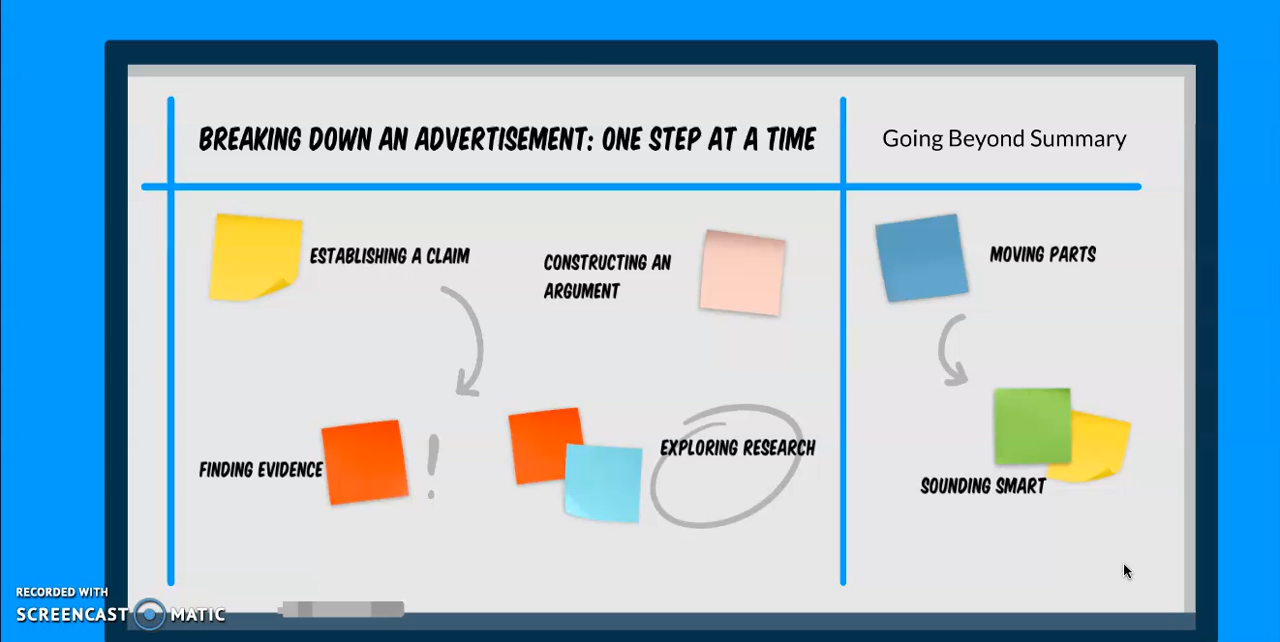 BREAKING DOWN AN ADVERTISEMENT: ONE STEP AT A TIME
Going Beyond Summary
ESTABLISHING A CLAIM
CONSTRUCTING AN
ARGUMENT
MOVING PARTS
FINDING EVIDENCE
!
EXPLORING RESEARCH
SOUNDING SMART
RECORDED WITH
SCREENCAST MATIC